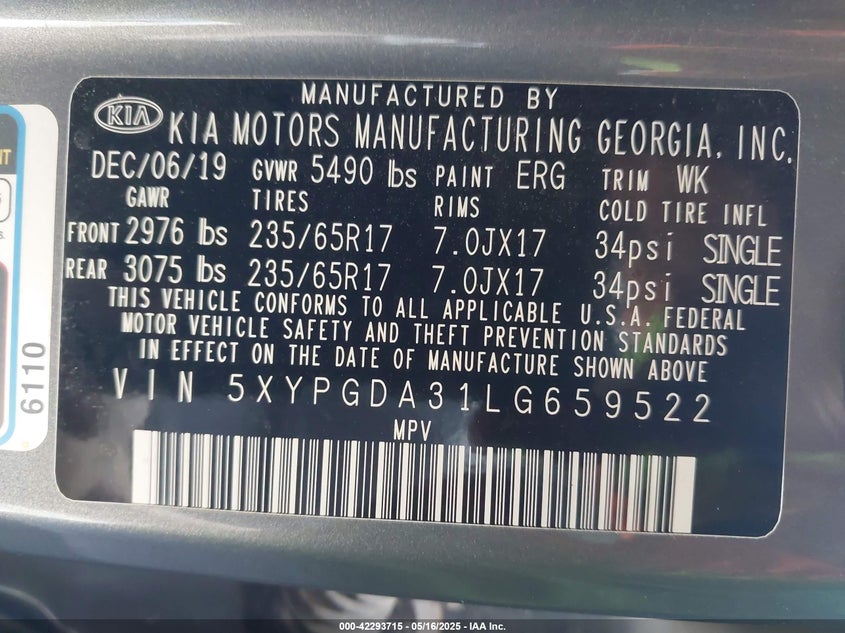 MANUFACTURED BY
KIA KIA MOTORS MANUFACTURING GEORGIA, INC.
DEC/06/19 GVWR 5490 lbs PAINT ERG TRIM WK
GAWR TIRES RIMS COLD TIRE INFL
FRONT 2976 lbs 235/65R17 7.0JX17 34psi SINGLE
REAR 3075 lbs 235/65R17 7.0JX17 34psi SINGLE
THIS VEHICLE CONFORMS TO ALL APPLICABLE U.S.A. FEDERAL
MOTOR VEHICLE SAFETY AND THEFT PREVENTION STANDARDS
IN EFFECT ON THE DATE OF MANUFACTURE SHOWN ABOVE
VIN 5XYPGDA31LG659522
MPV
6110
000-42293715 - 05/16/2025 - IAA Inc.